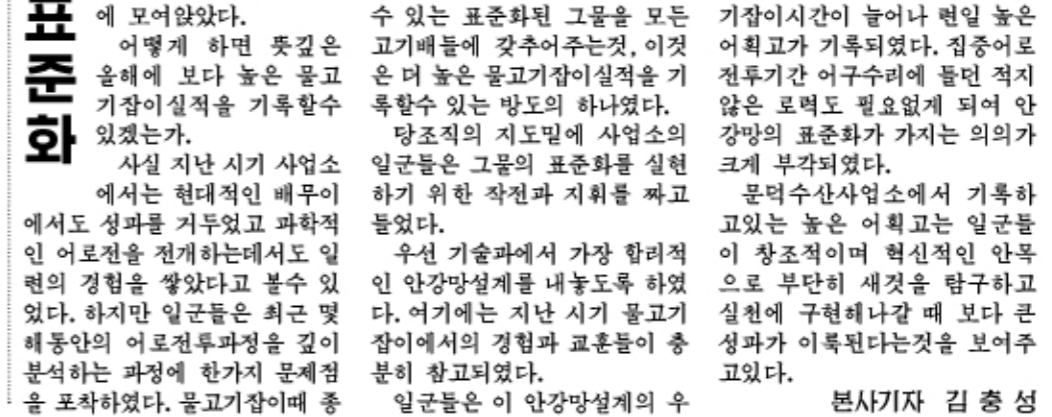 표준화
에 모여앉았다.
어떻게 하면 뜻깊은
올해에 보다 높은 물고
기잡이실적을 기록할수
있겠는가.
사실 지난 시기 사업소
에서는 현대적인 배무이
에서도 성과를 거두었고 과학적
인 어로전을 전개하는데서도 일
련의 경험을 쌓았다고 볼수 있
었다. 하지만 일군들은 최근 몇
해동안의 어로전투과정을 깊이
분석하는 과정에 한가지 문제점
을 포착하였다. 물고기잡이때 종
수 있는 표준화된 그물을 모든
고기배들에 갖추어주는것, 이것
은 더 높은 물고기잡이실적을 기
록할수 있는 방도의 하나였다.
당조직의 지도밑에 사업소의
일군들은 그물의 표준화를 실현
하기 위한 작전과 지휘를 짜고
들었다.
우선 기술과에서 가장 합리적
인 안강망설계를 내놓도록 하였
다. 여기에는 지난 시기 물고기
잡이에서의 경험과 교훈들이 충
분히 참고되였다.
일군들은 이 안강망설계의 우
기잡이시간이 늘어나 련일 높은
어획고가 기록되였다. 집중어로
전투기간 어구수리에 들던 적지
않은 로력도 필요없게 되여 안
강망의 표준화가 가지는 의의가
크게 부각되였다.
문덕수산사업소에서 기록하
고있는 높은 어획고는 일군들
이 창조적이며 혁신적인 안목
으로 부단히 새것을 탐구하고
실천에 구현해나갈 때 보다 큰
성과가 이룩된다는것을 보여주
고있다.
본사기자 김충성